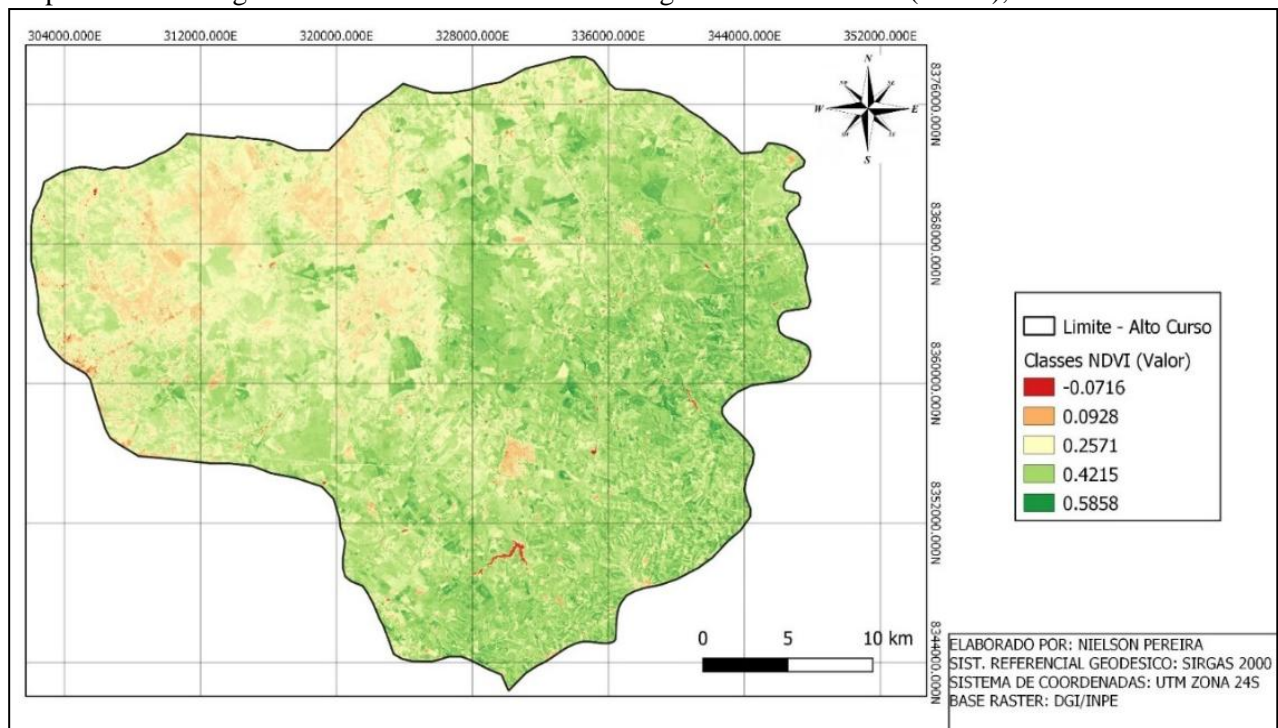 304000.000E 312000.000E 320000.000E 328000.000E 336000.000E 344000.000E 352000.000E
N
W E
S
8376000.000N
8368000.000N
8360000.000N
8352000.000N
8344000.000N
Limite - Alto Curso
Classes NDVI (Valor)
-0.0716
0.0928
0.2571
0.4215
0.5858
0 5 10 km
ELABORADO POR: NIELSON PEREIRA
SIST. REFERENCIAL GEODESICO: SIRGAS 2000
SISTEMA DE COORDENADAS: UTM ZONA 24S
BASE RASTER: DGI/INPE